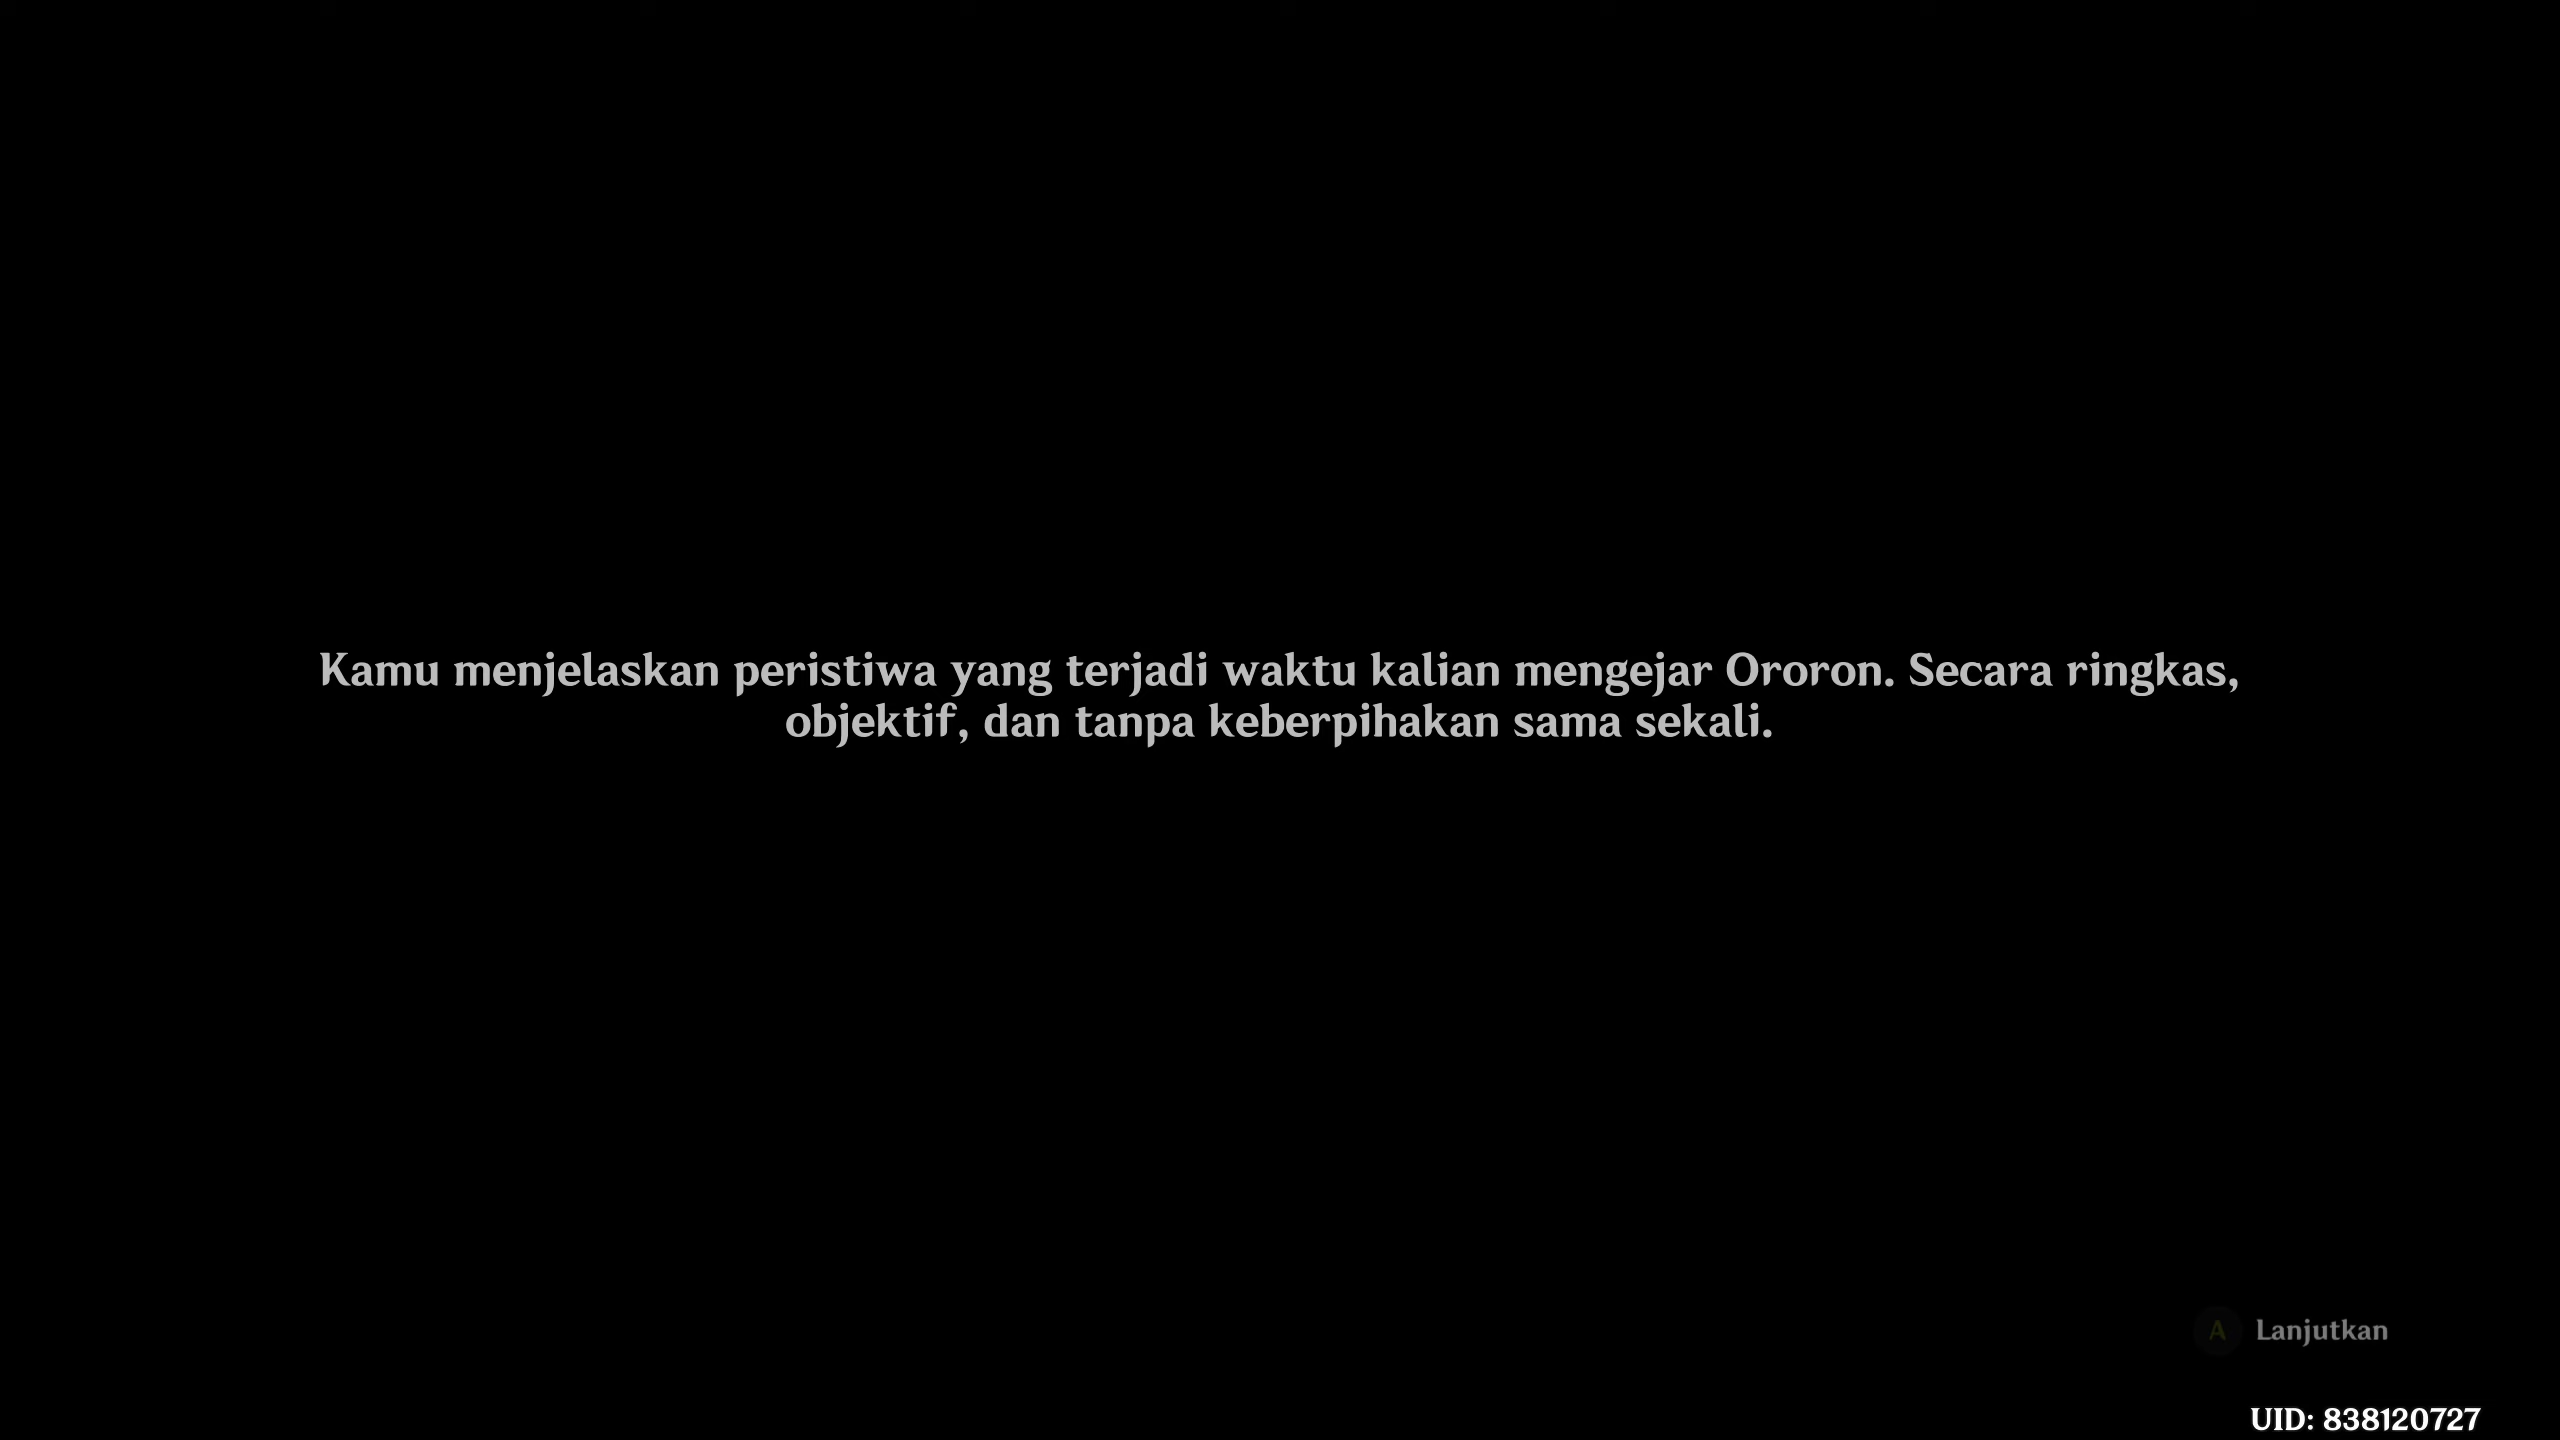 Kamu menjelaskan peristiwa yang terjadi waktu kalian mengejar Ororon. Secara ringkas,
objektif, dan tanpa keberpihakan sama sekali.
A Lanjutkan
UID: 838120727